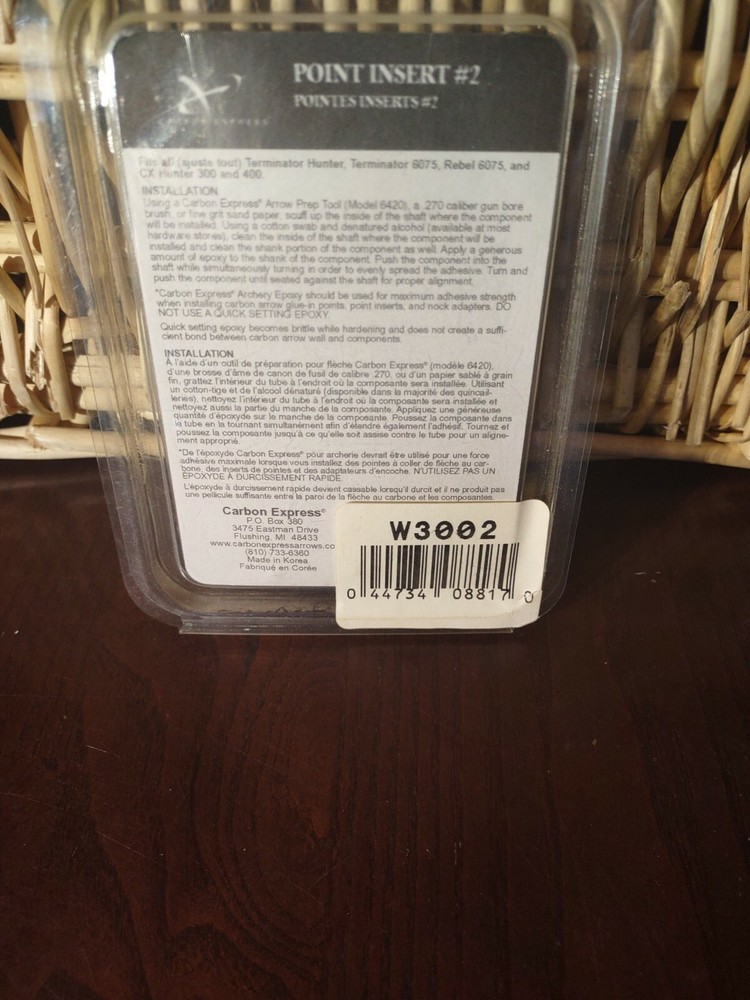 POINT INSERT #2
POINTES INSERTS #2
CARBON EXPRESS
Fits all (ajuste tout) Terminator Hunter, Terminator 6075, Rebel 6075, and
CX Hunter 300 and 400.
INSTALLATION
Using a Carbon Express® Arrow Prep Tool (Model 6420), a .270 caliber gun bore
brush, or fine grit sand paper, scuff up the inside of the shaft where the component
will be installed. Using a cotton swab and denatured alcohol (available at most
hardware stores), clean the inside of the shaft where the component will be
installed and clean the shank portion of the component as well. Apply a generous
amount of epoxy to the shank of the component. Push the component into the
shaft while simultaneously turning in order to evenly spread the adhesive. Turn and
push the component until seated against the shaft for proper alignment.
*Carbon Express® Archery Epoxy should be used for maximum adhesive strength
when installing carbon arrow glue-in points, point inserts, and nock adapters. DO
NOT USE A QUICK SETTING EPOXY.
Quick setting epoxy becomes brittle while hardening and does not create a suffi-
cient bond between carbon arrow wall and components.
INSTALLATION
À l'aide d'un outil de préparation pour flèche Carbon Express® (modèle 6420),
d'une brosse d'âme de canon de fusil de calibre .270, ou d'un papier sablé à grain
fin, grattez l'intérieur du tube à l'endroit où la composante sera installée. Utilisant
un cotton-tige et de l'alcool dénaturé (disponible dans la majorité des quincail-
leries), nettoyez l'intérieur du tube à l'endroit où la composante sera installée et
nettoyez aussi la partie du manche de la composante. Appliquez une généreuse
quantité d'époxyde sur le manche de la composante. Poussez la composante dans
le tube en la tournant simultanément afin d'étendre également l'adhésif. Tournez et
poussez la composante jusqu'à ce qu'elle soit assise contre le tube pour un aligne-
ment approprié.
*De l'époxyde Carbon Express® pour archerie devrait être utilisé pour une force
adhésive maximale lorsque vous installez des pointes à coller de flèche au car-
bone, des inserts de pointes et des adaptateurs d'encoche. N'UTILISEZ PAS UN
ÉPOXYDE À DURCISSEMENT RAPIDE.
L'époxyde à durcissement rapide devient cassable lorsqu'il durcit et il ne produit pas
une pellicule suffisante entre la paroi de la flèche au carbone et les composantes.
Carbon Express®
P.O. Box 380
3475 Eastman Drive
Flushing, MI 48433
www.carbonexpressarrows.co
(810) 733-6360
Made in Korea
Fabriqué en Corée
W3002
0 44734 08817 0